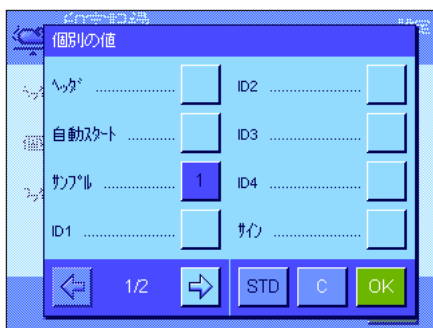 個別の値
ﾍｯﾀﾞ ID2
自動ｽﾀｰﾄ ID3
ｻﾝﾌﾟﾙ 1 ID4
ID1 ｻｲﾝ
1/2 STD C OK